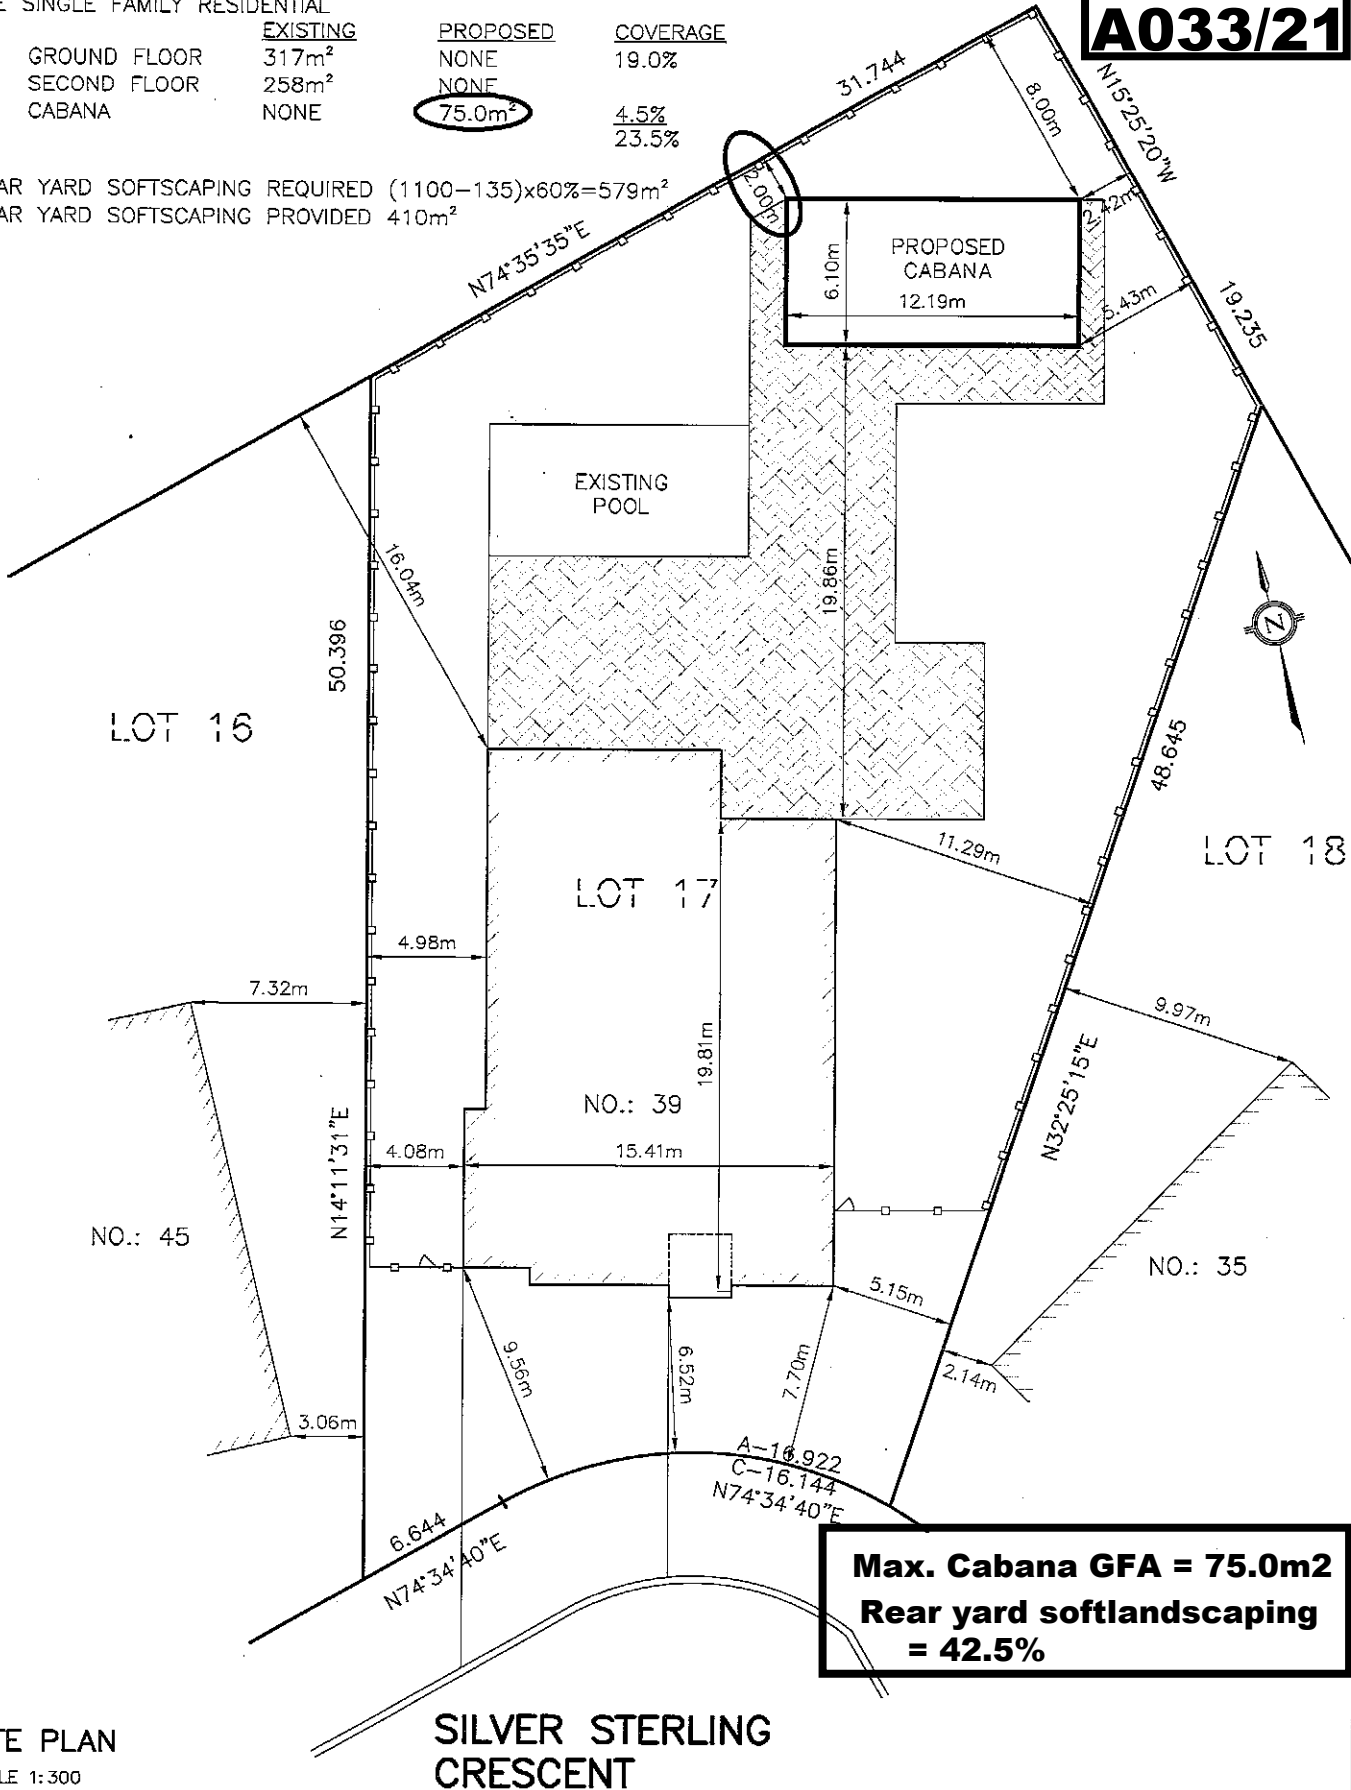 A033/21
SINGLE FAMILY RESIDENTIAL
EXISTING PROPOSED COVERAGE
GROUND FLOOR 317m² NONE 19.0%
SECOND FLOOR 258m² NONE
CABANA NONE 75.0m² 4.5%
23.5%
AR YARD SOFTSCAPING REQUIRED (1100-135)x60%=579m²
AR YARD SOFTSCAPING PROVIDED 410m²
31.744
N15°25'20"W
8.00m
2.00m
2.42m
N74°35'35"E
PROPOSED
CABANA
6.10m
12.19m
5.43m
19.235
EXISTING
POOL
16.04m
19.86m
50.396
Z
LOT 16
48.645
11.29m
LOT 18
LOT 17
4.98m
7.32m
9.97m
19.81m
N32°25'15"E
NO.: 39
N14°11'31"E
4.08m
15.41m
NO.: 45
NO.: 35
5.15m
9.56m
6.52m
7.70m
2.14m
3.06m
A-16.922
C-16.144
N74°34'40"E
6.644
N74°34'40"E
Max. Cabana GFA = 75.0m2
Rear yard softlandscaping
= 42.5%
TE PLAN
LE 1:300
SILVER STERLING
CRESCENT